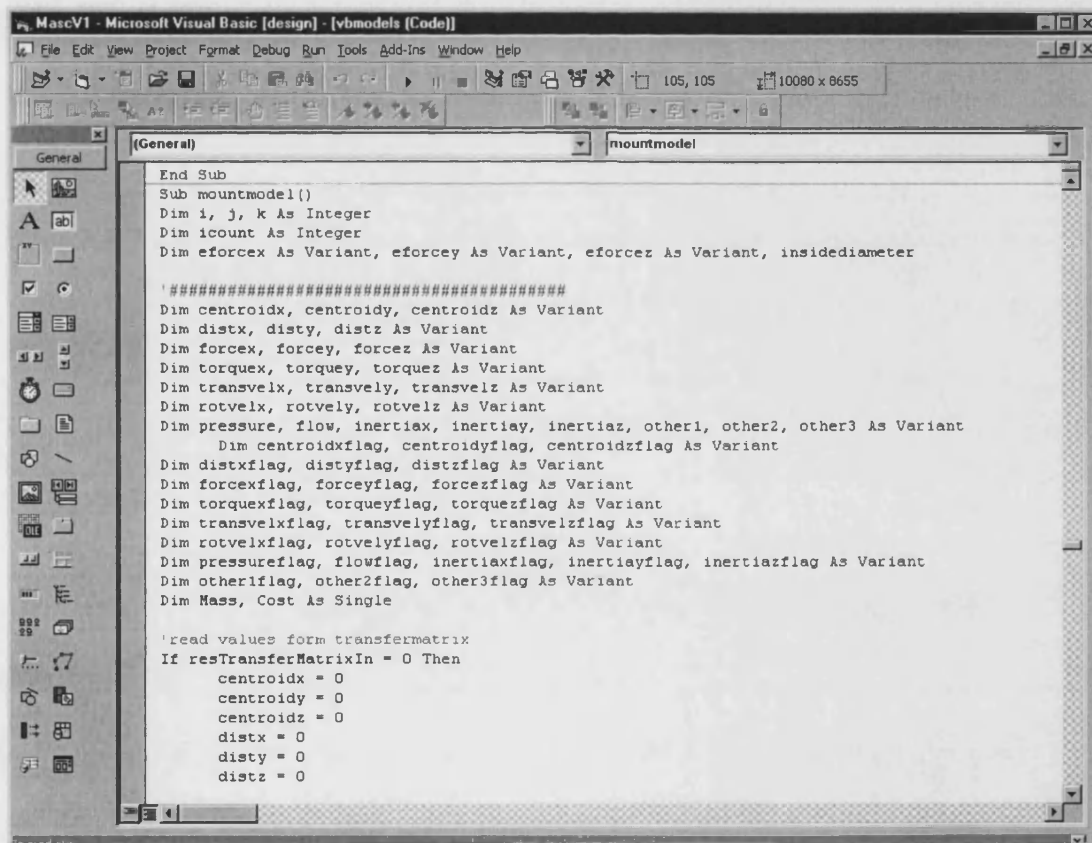 MascV1 - Microsoft Visual Basic [design] - [vbmodels (Code)]
File Edit View Project Format Debug Run Tools Add-Ins Window Help
105, 105 10080 x 8655
General
(General) mountmodel
End Sub
Sub mountmodel()
Dim i, j, k As Integer
Dim icount As Integer
Dim eforcex As Variant, eforcey As Variant, eforcez As Variant, insidediameter
'########################################
Dim centroidx, centroidy, centroidz As Variant
Dim distx, disty, distz As Variant
Dim forcex, forcey, forcez As Variant
Dim torquex, torquey, torquez As Variant
Dim transvelx, transvely, transvelz As Variant
Dim rotvelx, rotvely, rotvelz As Variant
Dim pressure, flow, inertiax, inertiay, inertiaz, other1, other2, other3 As Variant
Dim centroidxflag, centroidyflag, centroidzflag As Variant
Dim distxflag, distyflag, distzflag As Variant
Dim forcexflag, forceyflag, forcezflag As Variant
Dim torquexflag, torqueyflag, torquezflag As Variant
Dim transvelxflag, transvelyflag, transvelzflag As Variant
Dim rotvelxflag, rotvelyflag, rotvelzflag As Variant
Dim pressureflag, flowflag, inertiaxflag, inertiayflag, inertiazflag As Variant
Dim other1flag, other2flag, other3flag As Variant
Dim Mass, Cost As Single
'read values form transfermatrix
If resTransferMatrixIn = 0 Then
centroidx = 0
centroidy = 0
centroidz = 0
distx = 0
disty = 0
distz = 0